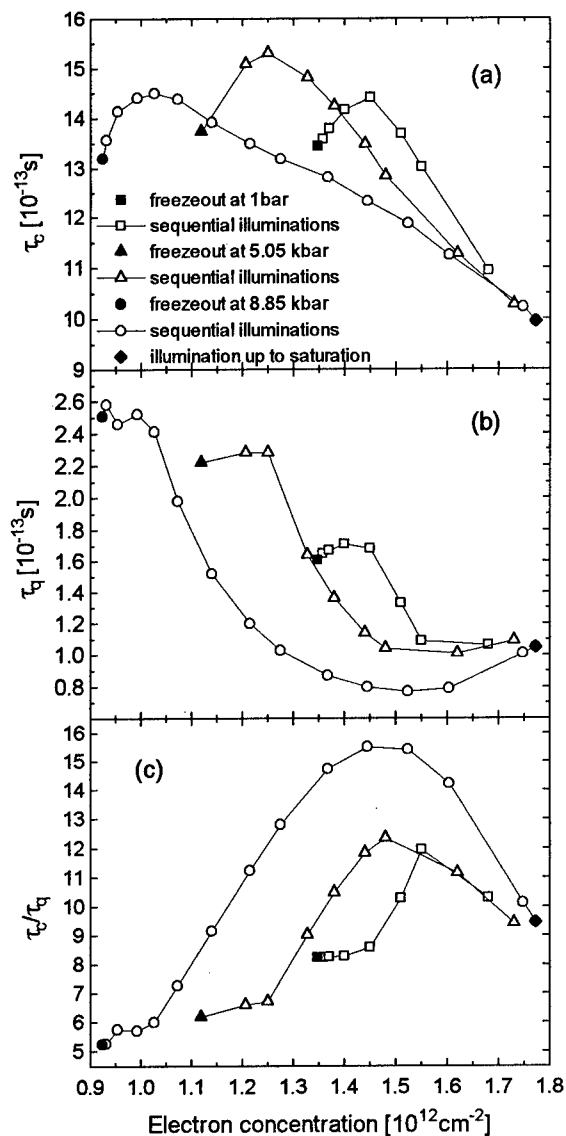 16
15
14
13
12
11
10
9
τc [10⁻¹³s]
(a)
freezeout at 1bar
sequential illuminations
freezeout at 5.05 kbar
sequential illuminations
freezeout at 8.85 kbar
sequential illuminations
illumination up to saturation
2.6
2.4
2.2
2.0
1.8
1.6
1.4
1.2
1.0
0.8
τq [10⁻¹³s]
(b)
16
15
14
13
12
11
10
9
8
7
6
5
τc/τq
(c)
0.9 1.0 1.1 1.2 1.3 1.4 1.5 1.6 1.7 1.8
Electron concentration [10¹²cm⁻²]